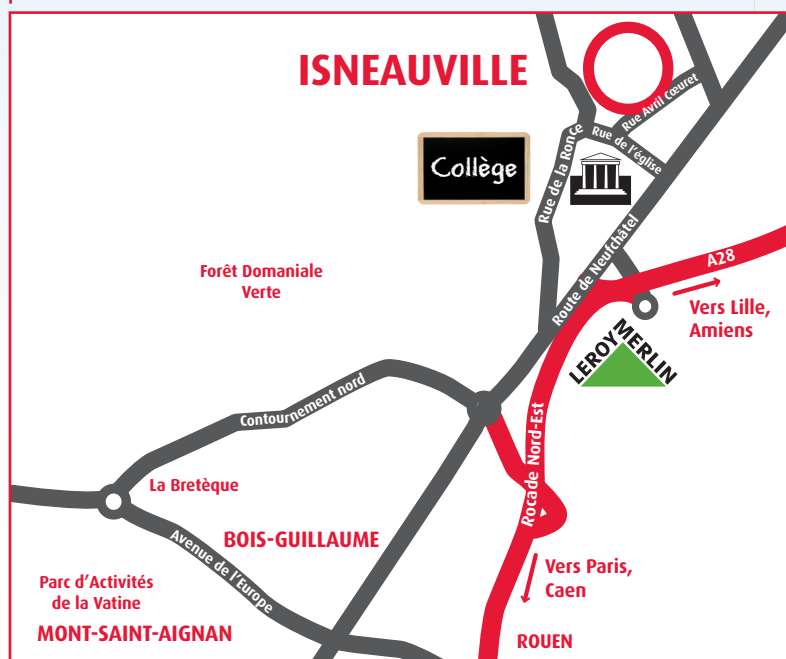 ISNEAUVILLE
Rue Avril Cœuret
Rue de l'église
Rue de la Ronce
Collège
Route de Neufchâtel
A28
Forêt Domaniale
Verte
Vers Lille,
Amiens
LEROY MERLIN
Contournement nord
Rocade Nord-Est
La Bretèque
BOIS-GUILLAUME
Avenue de l'Europe
Vers Paris,
Caen
Parc d'Activités
de la Vatine
MONT-SAINT-AIGNAN
ROUEN